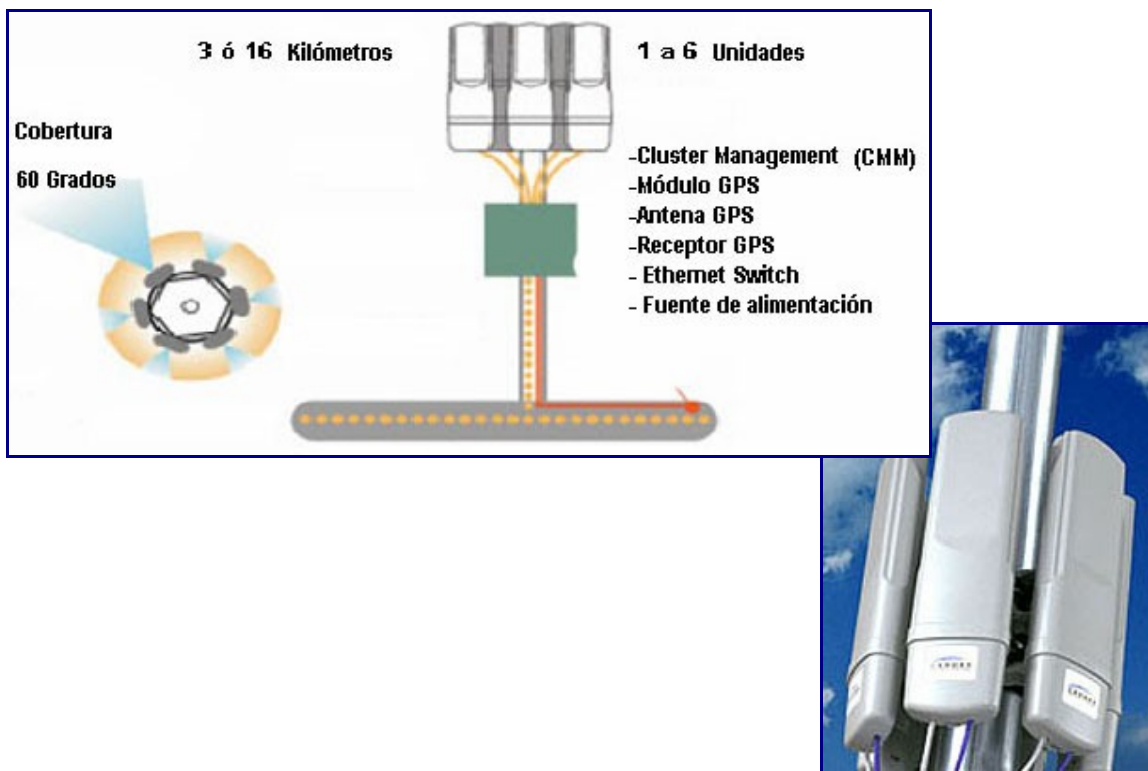 3 ó 16 Kilómetros
1 a 6 Unidades
Cobertura
60 Grados
-Cluster Management (CMM)
-Módulo GPS
-Antena GPS
-Receptor GPS
- Ethernet Switch
- Fuente de alimentación